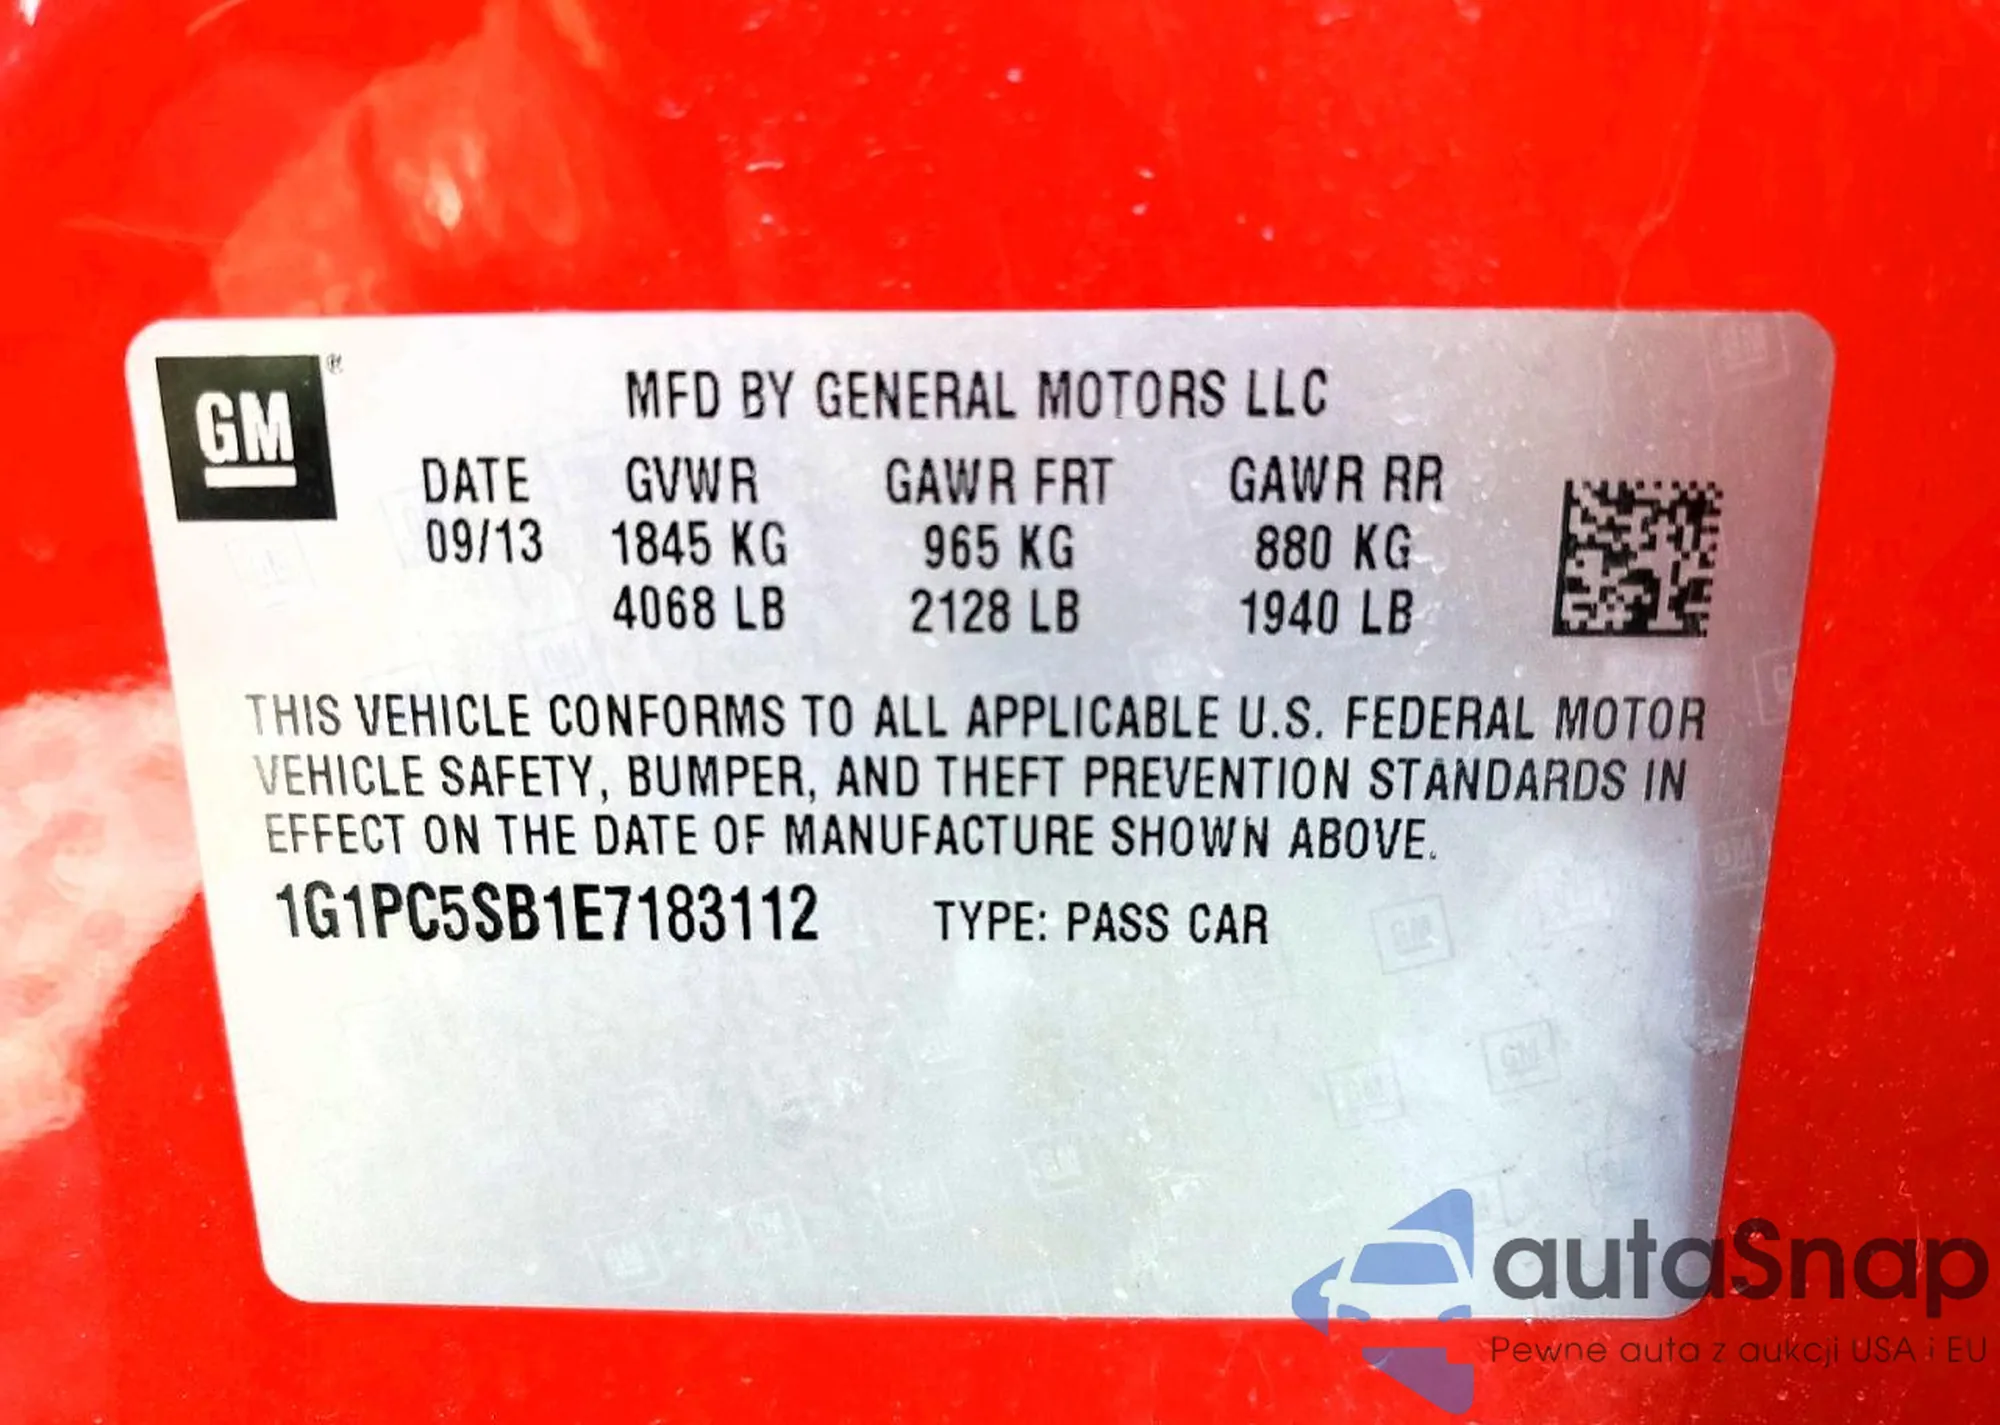 GM ®
MFD BY GENERAL MOTORS LLC
DATE GVWR GAWR FRT GAWR RR
09/13 1845 KG 965 KG 880 KG
4068 LB 2128 LB 1940 LB
THIS VEHICLE CONFORMS TO ALL APPLICABLE U.S. FEDERAL MOTOR
VEHICLE SAFETY, BUMPER, AND THEFT PREVENTION STANDARDS IN
EFFECT ON THE DATE OF MANUFACTURE SHOWN ABOVE.
1G1PC5SB1E7183112 TYPE: PASS CAR
autaSnap
Pewne auta z aukcji USA i EU